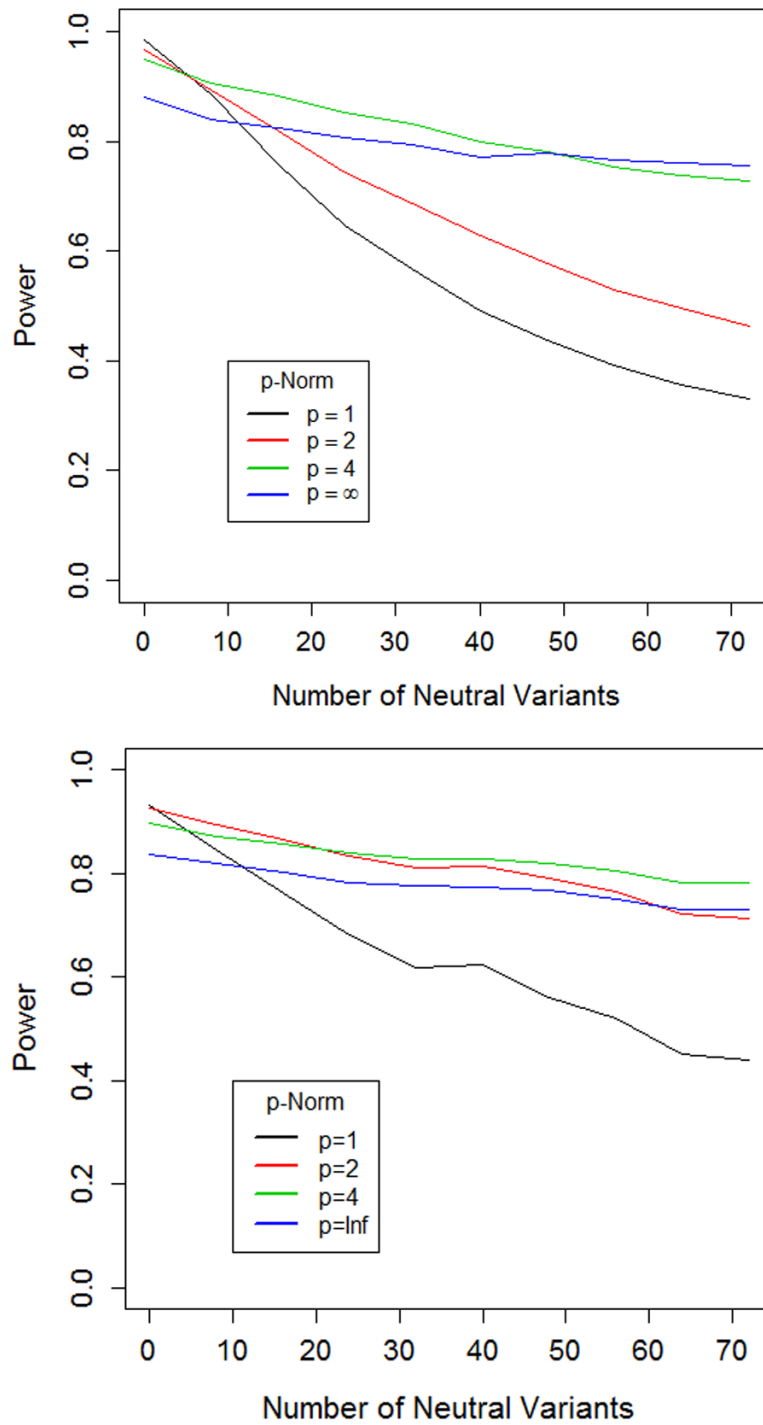 1.0
0.8
0.6
0.4
0.2
0.0
Power
p-Norm
p = 1
p = 2
p = 4
p = ∞
0 10 20 30 40 50 60 70
Number of Neutral Variants
1.0
0.8
0.6
0.4
0.2
0.0
Power
p-Norm
p=1
p=2
p=4
p=Inf
0 10 20 30 40 50 60 70
Number of Neutral Variants